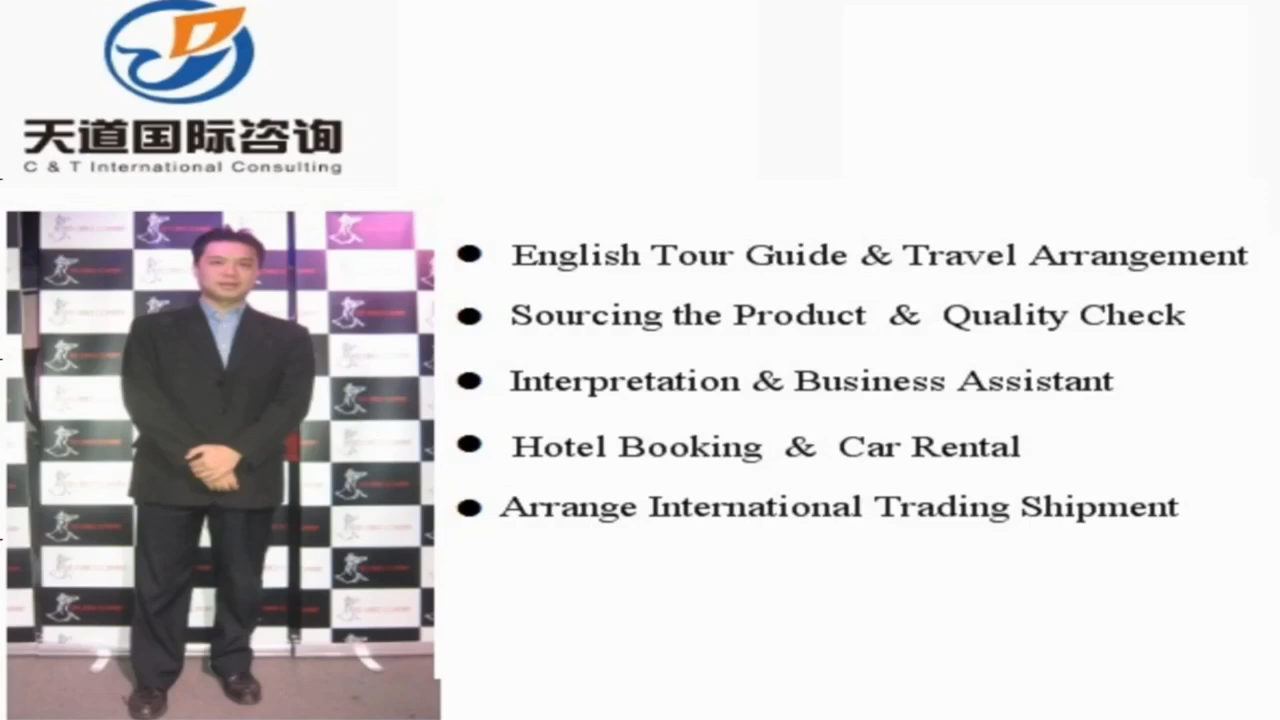 天道国际咨询
C & T International Consulting
English Tour Guide & Travel Arrangement
Sourcing the Product & Quality Check
Interpretation & Business Assistant
Hotel Booking & Car Rental
Arrange International Trading Shipment